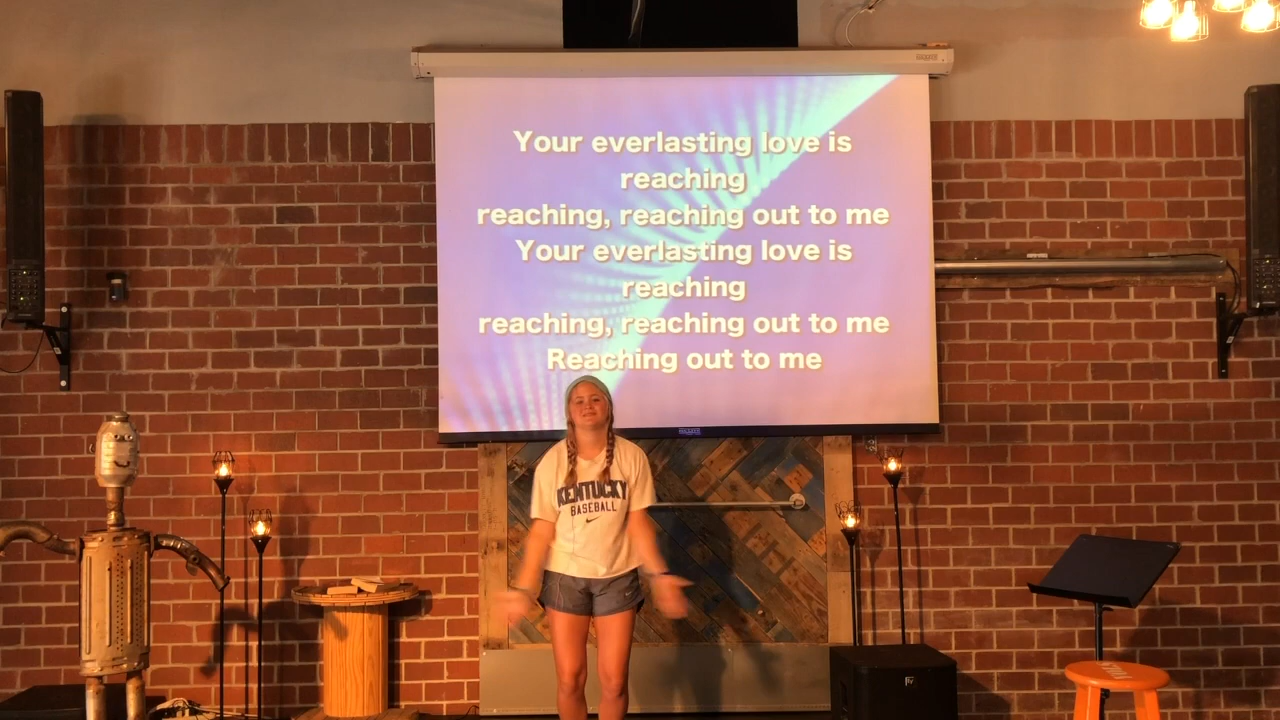 Your everlasting love is
reaching
reaching, reaching out to me
Your everlasting love is
reaching
reaching, reaching out to me
Reaching out to me
KENTUCKY
BASEBALL